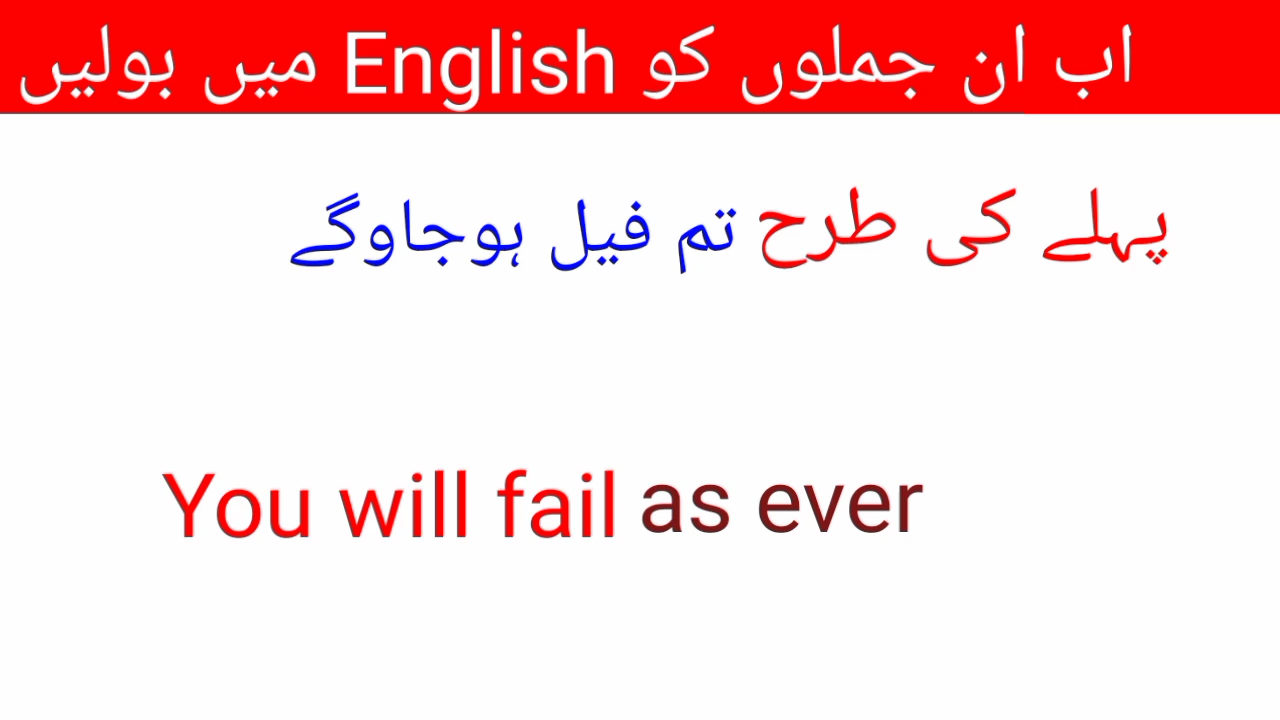 اب ان جملوں کو English میں بولیں
پہلے کی طرح تم فیل ہوجاوگے
You will fail as ever